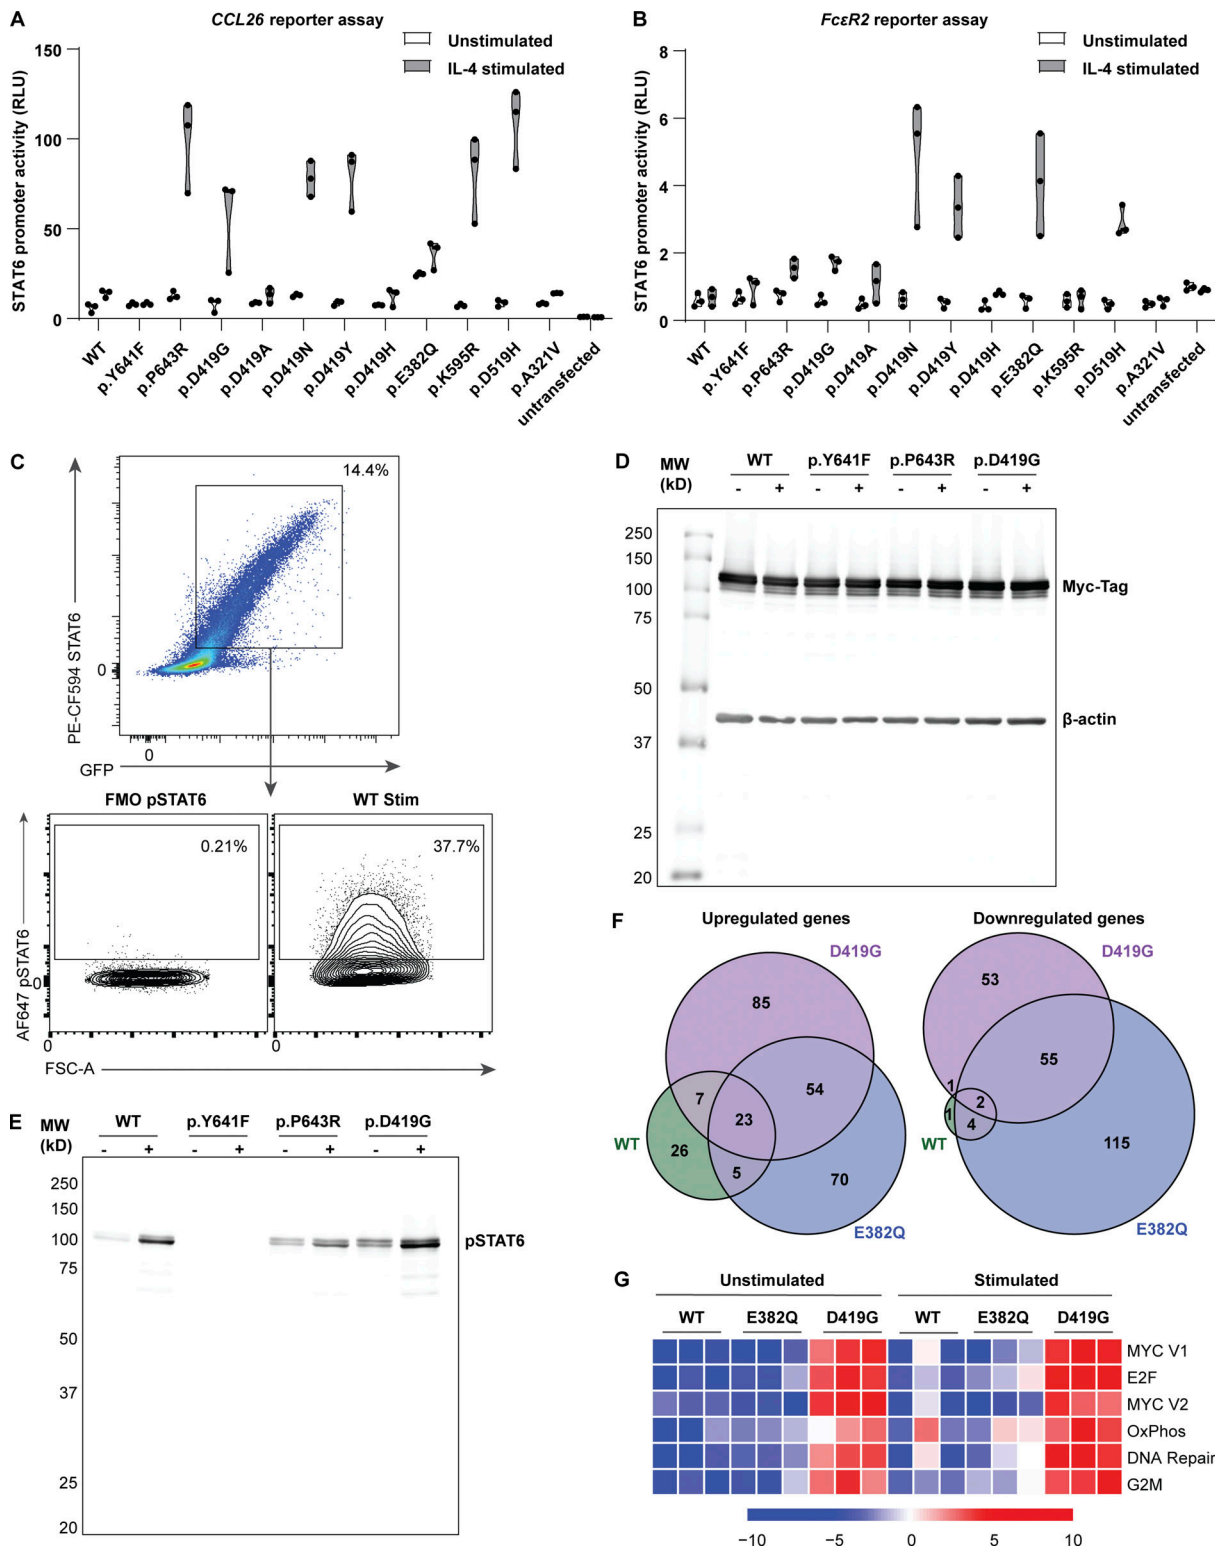 A
CCL26 reporter assay
Unstimulated
IL-4 stimulated
STAT6 promoter activity (RLU)
150
100
50
0
WT
p.Y641F
p.P643R
p.D419G
p.D419A
p.D419N
p.D419Y
p.D419H
p.E382Q
p.K595R
p.D519H
p.A321V
untransfected
B
FcεR2 reporter assay
Unstimulated
IL-4 stimulated
STAT6 promoter activity (RLU)
8
6
4
2
0
WT
p.Y641F
p.P643R
p.D419G
p.D419A
p.D419N
p.D419Y
p.D419H
p.E382Q
p.K595R
p.D519H
p.A321V
untransfected
C
14.4%
PE-CF594 STAT6
0
0
GFP
FMO pSTAT6
WT Stim
0.21%
37.7%
AF647 pSTAT6
0
0
0
FSC-A
D
MW
(kD)
WT
p.Y641F
p.P643R
p.D419G
- + - + - + - +
250
150
100
75
50
37
25
20
Myc-Tag
β-actin
E
MW
(kD)
WT
p.Y641F
p.P643R
p.D419G
- + - + - + - +
250
150
100
75
50
37
25
20
pSTAT6
F
Upregulated genes
D419G
85
7
54
23
26
5
70
WT
E382Q
Downregulated genes
D419G
53
55
1
2
1
4
115
WT
E382Q
G
Unstimulated
Stimulated
WT
E382Q
D419G
WT
E382Q
D419G
MYC V1
E2F
MYC V2
OxPhos
DNA Repair
G2M
−10
−5
0
5
10